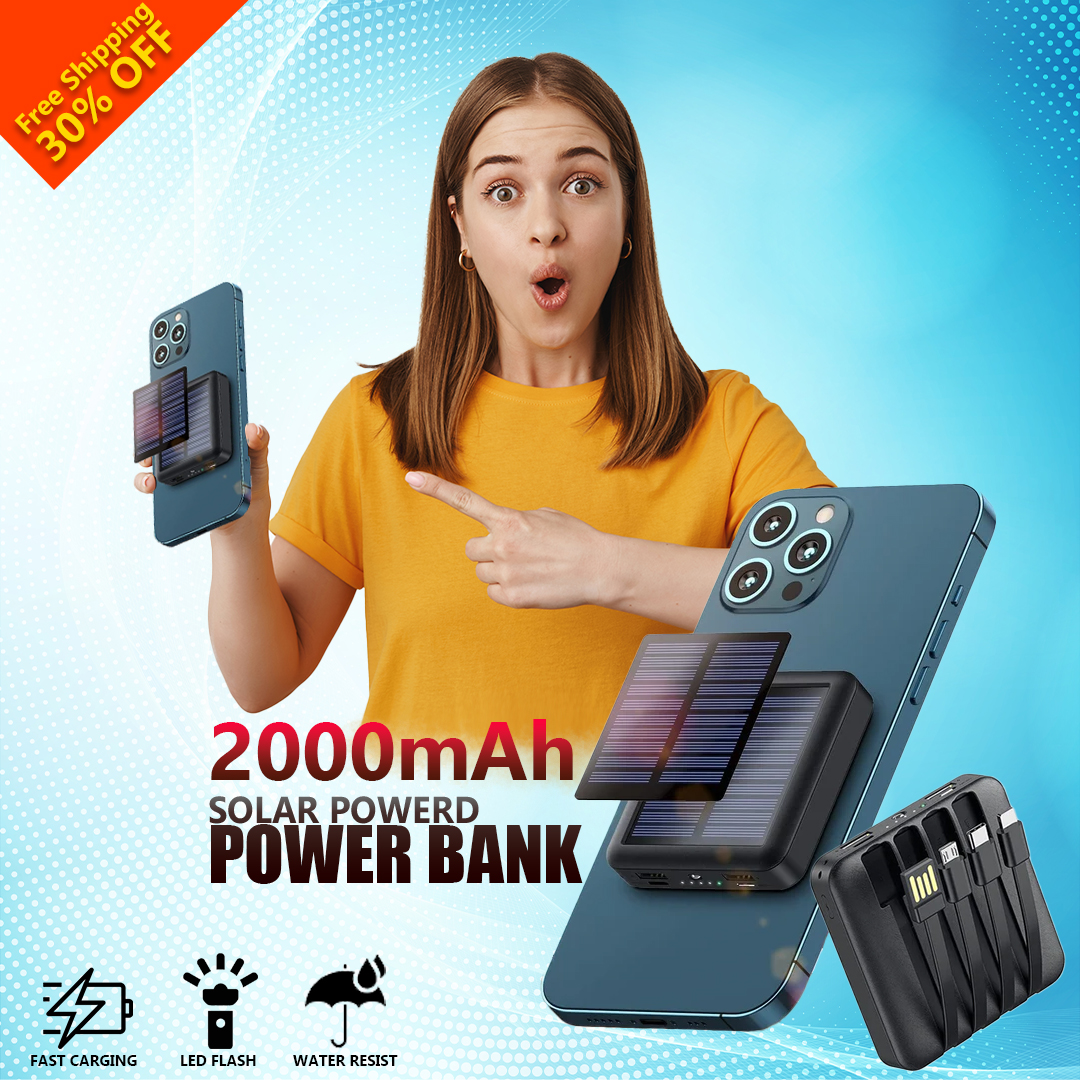 Free Shipping
30% OFF
2000mAh
SOLAR POWERD
POWER BANK
FAST CARGING
LED FLASH
WATER RESIST